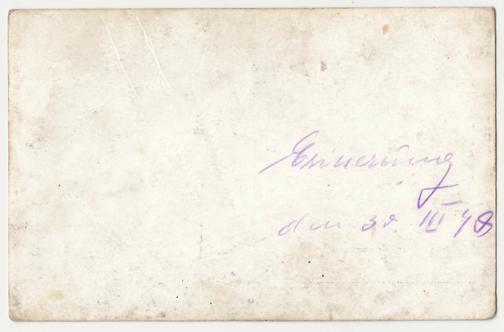 Erinnerung
den 30 III 48